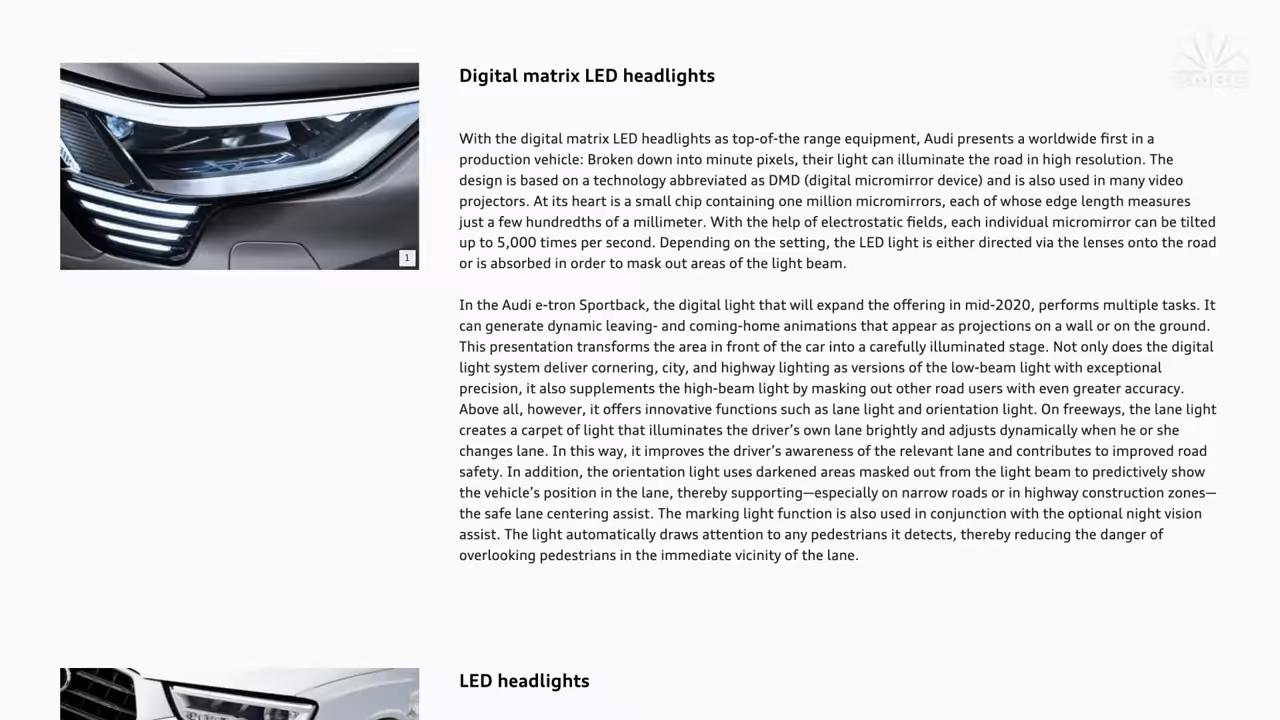 Digital matrix LED headlights
With the digital matrix LED headlights as top-of-the range equipment, Audi presents a worldwide first in a
production vehicle: Broken down into minute pixels, their light can illuminate the road in high resolution. The
design is based on a technology abbreviated as DMD (digital micromirror device) and is also used in many video
projectors. At its heart is a small chip containing one million micromirrors, each of whose edge length measures
just a few hundredths of a millimeter. With the help of electrostatic fields, each individual micromirror can be tilted
up to 5,000 times per second. Depending on the setting, the LED light is either directed via the lenses onto the road
or is absorbed in order to mask out areas of the light beam.
1
In the Audi e-tron Sportback, the digital light that will expand the offering in mid-2020, performs multiple tasks. It
can generate dynamic leaving- and coming-home animations that appear as projections on a wall or on the ground.
This presentation transforms the area in front of the car into a carefully illuminated stage. Not only does the digital
light system deliver cornering, city, and highway lighting as versions of the low-beam light with exceptional
precision, it also supplements the high-beam light by masking out other road users with even greater accuracy.
Above all, however, it offers innovative functions such as lane light and orientation light. On freeways, the lane light
creates a carpet of light that illuminates the driver’s own lane brightly and adjusts dynamically when he or she
changes lane. In this way, it improves the driver’s awareness of the relevant lane and contributes to improved road
safety. In addition, the orientation light uses darkened areas masked out from the light beam to predictively show
the vehicle’s position in the lane, thereby supporting—especially on narrow roads or in highway construction zones—
the safe lane centering assist. The marking light function is also used in conjunction with the optional night vision
assist. The light automatically draws attention to any pedestrians it detects, thereby reducing the danger of
overlooking pedestrians in the immediate vicinity of the lane.
LED headlights